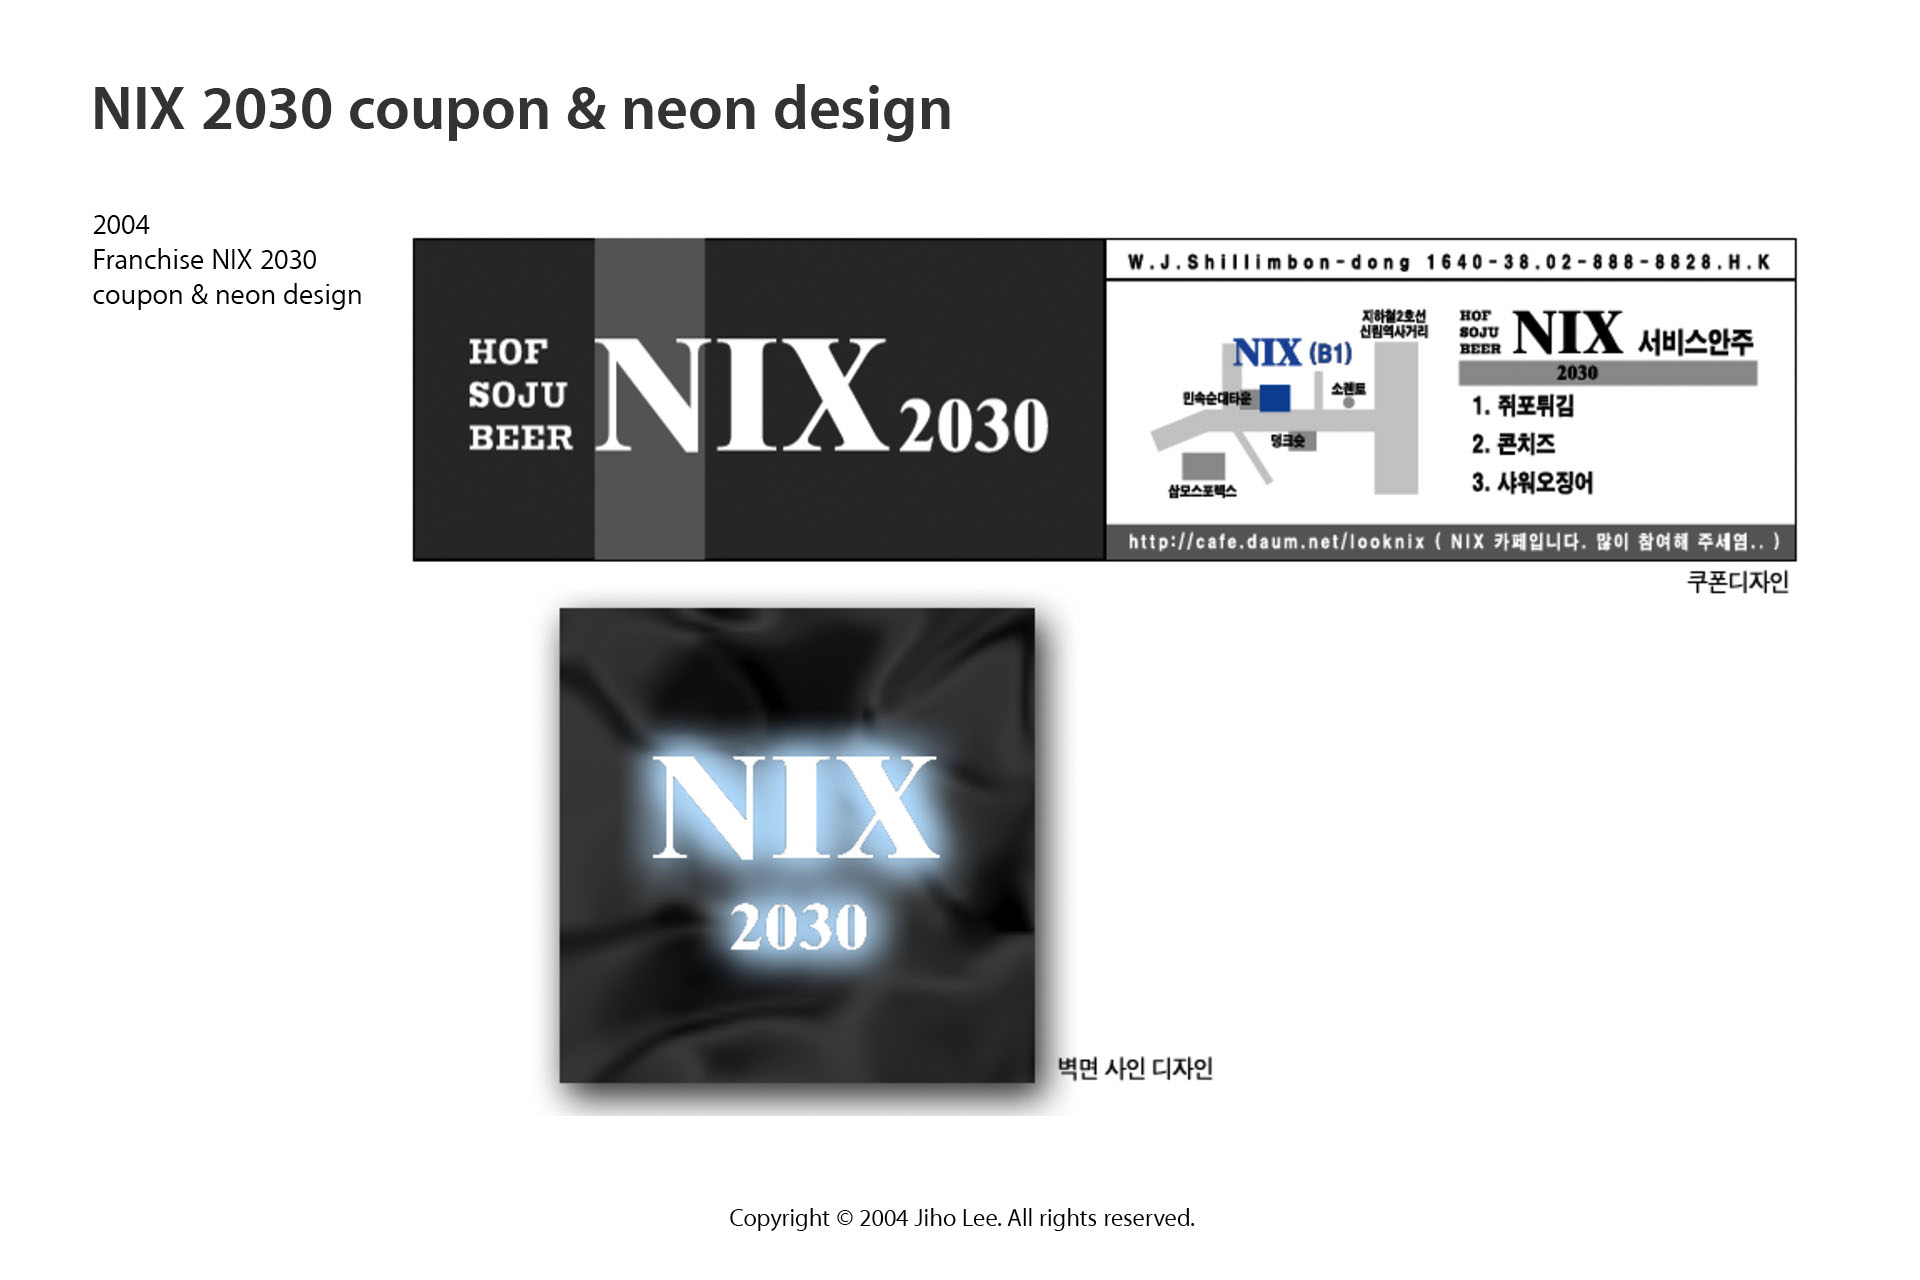 NIX 2030 coupon & neon design
2004
Franchise NIX 2030
coupon & neon design
HOF
SOJU
BEER
NIX 2030
W.J.Shillimbon-dong 1640-38.02-888-8828.H.K
지하철2호선
신림역사거리
NIX (B1)
민속순대타운
소렌토
덩크슛
삼모스포렉스
HOF
SOJU
BEER
NIX 서비스안주
2030
1. 쥐포튀김
2. 콘치즈
3. 샤워오징어
http://cafe.daum.net/looknix ( NIX 카페입니다. 많이 참여해 주세염.. )
쿠폰디자인
NIX
2030
벽면 사인 디자인
Copyright © 2004 Jiho Lee. All rights reserved.